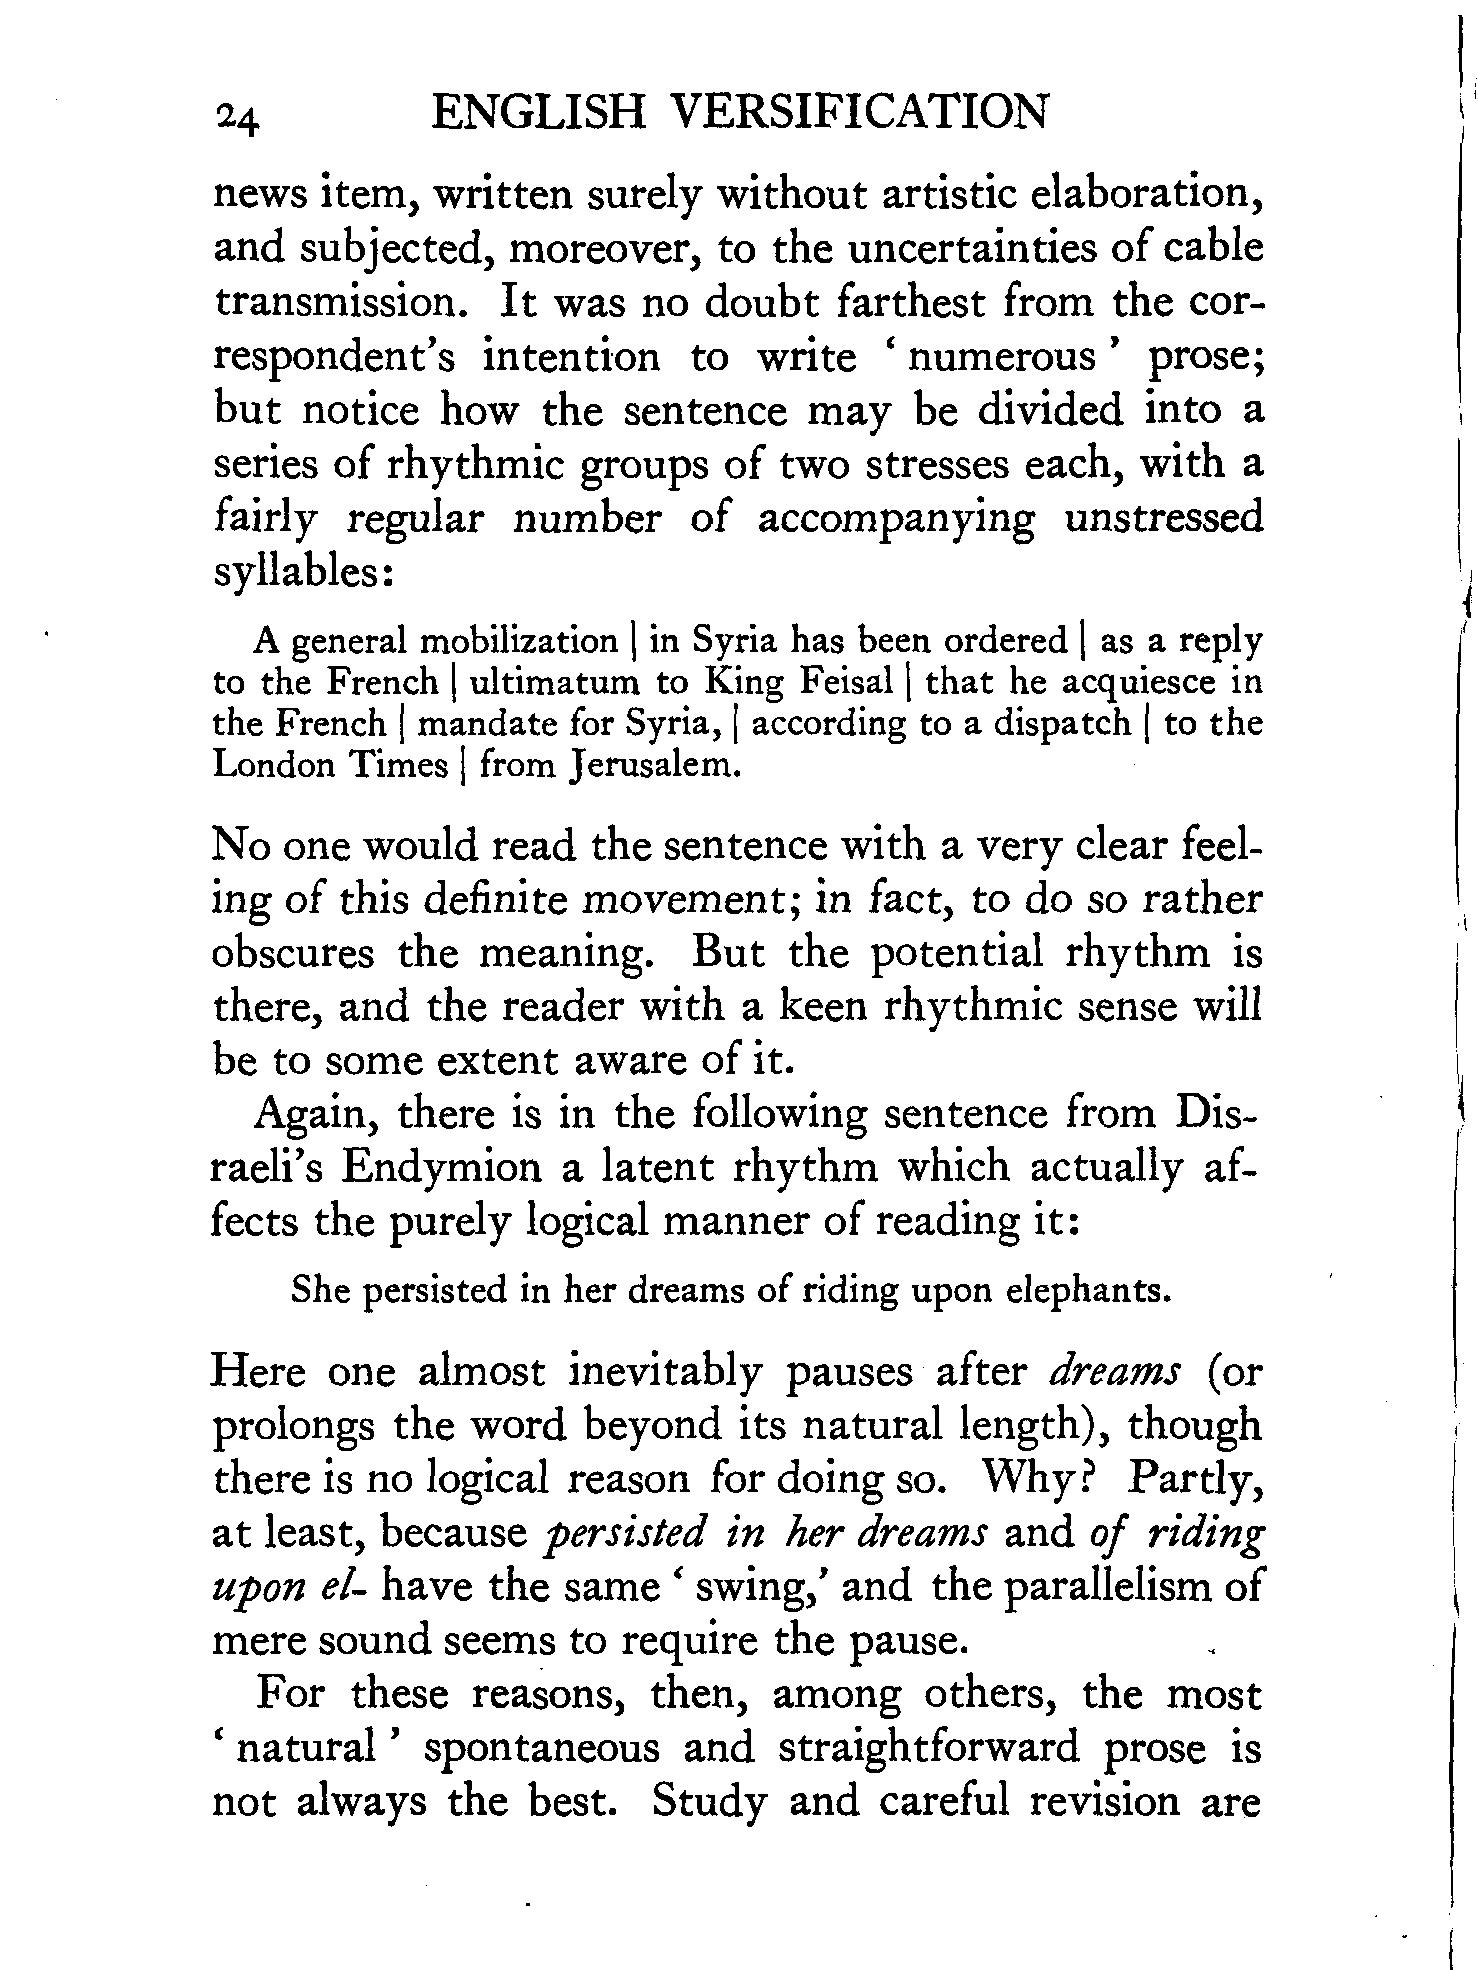 24 ENGLISH VERSIFICATION
news item, written surely without artistic elaboration,
and subjected, moreover, to the uncertainties of cable
transmission. It was no doubt farthest from the cor-
respondent's intention to write ‘ numerous ’ prose;
but notice how the sentence may be divided into a
series of rhythmic groups of two stresses each, with a
fairly regular number of accompanying unstressed
syllables:
A general mobilization | in Syria has been ordered | as a reply
to the French | ultimatum to King Feisal | that he acquiesce in
the French | mandate for Syria, | according to a dispatch | to the
London Times | from Jerusalem.
No one would read the sentence with a very clear feel-
ing of this definite movement; in fact, to do so rather
obscures the meaning. But the potential rhythm is
there, and the reader with a keen rhythmic sense will
be to some extent aware of it.
Again, there is in the following sentence from Dis-
raeli's Endymion a latent rhythm which actually af-
fects the purely logical manner of reading it:
She persisted in her dreams of riding upon elephants.
Here one almost inevitably pauses after dreams (or
prolongs the word beyond its natural length), though
there is no logical reason for doing so. Why? Partly,
at least, because persisted in her dreams and of riding
upon el- have the same ‘ swing,’ and the parallelism of
mere sound seems to require the pause.
For these reasons, then, among others, the most
‘ natural ’ spontaneous and straightforward prose is
not always the best. Study and careful revision are